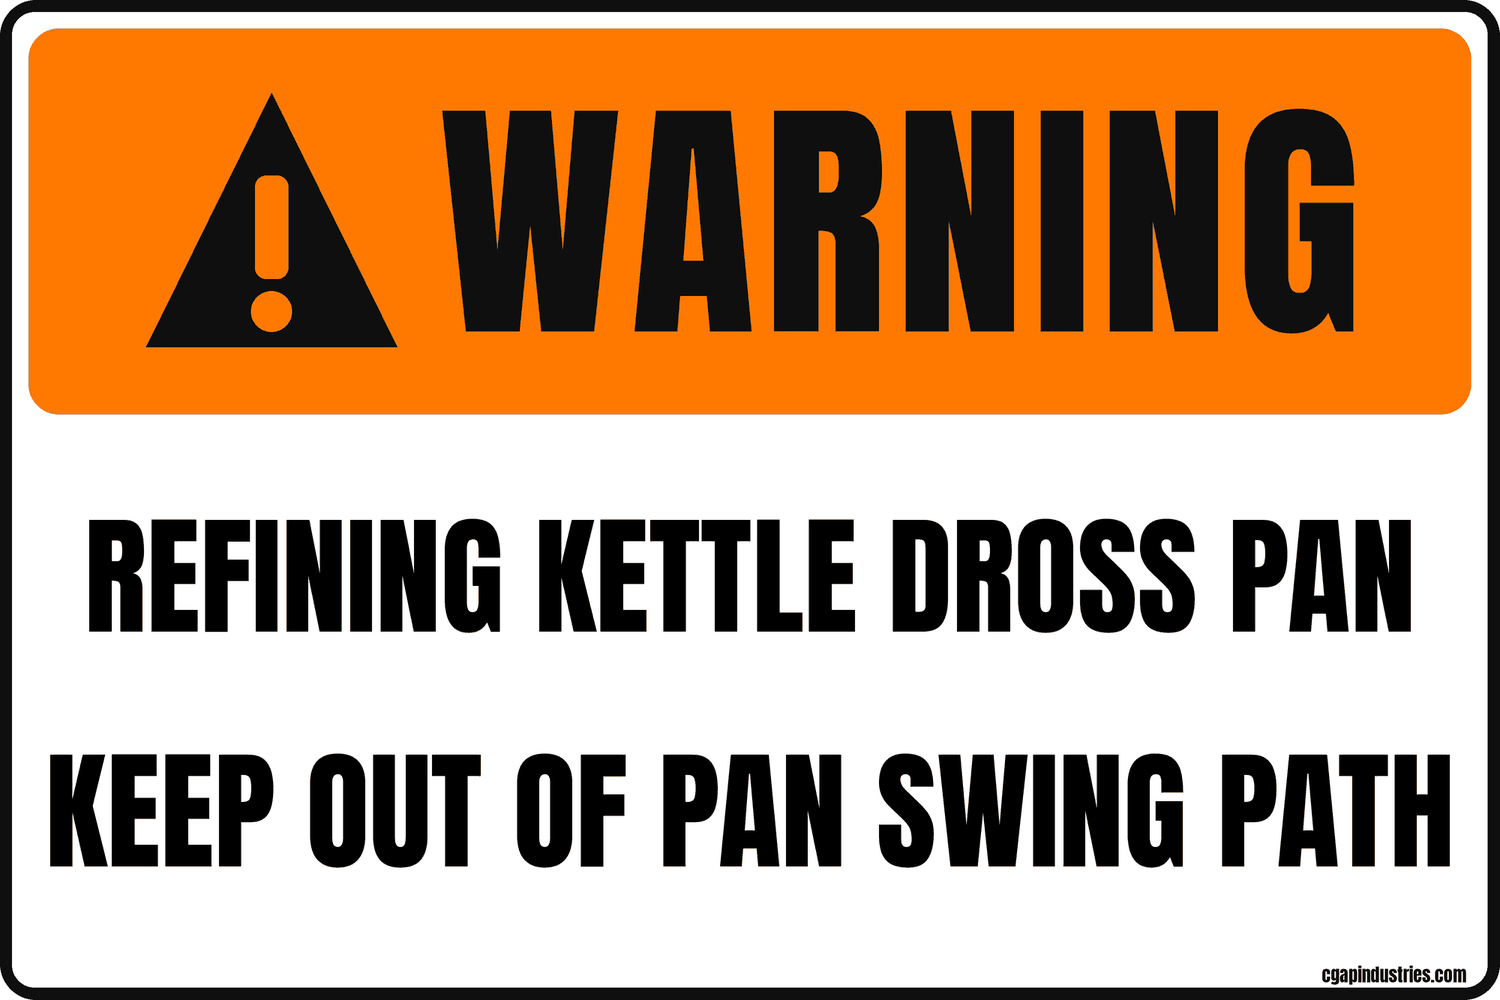 WARNING
REFINING KETTLE DROSS PAN
KEEP OUT OF PAN SWING PATH
cgapindustries.com